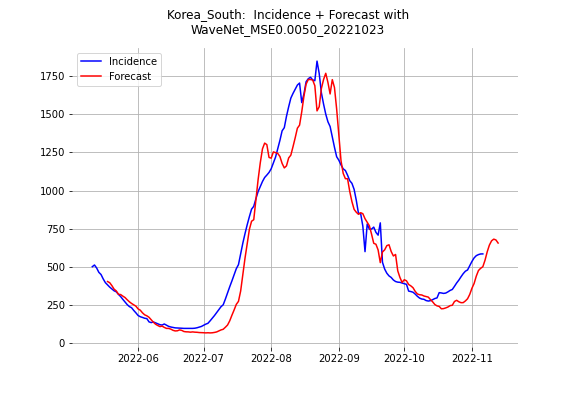 Korea_South:  Incidence + Forecast with
WaveNet_MSE0.0050_20221023
Incidence
Forecast
1750
1500
1250
1000
750
500
250
0
2022-06 2022-07 2022-08 2022-09 2022-10 2022-11